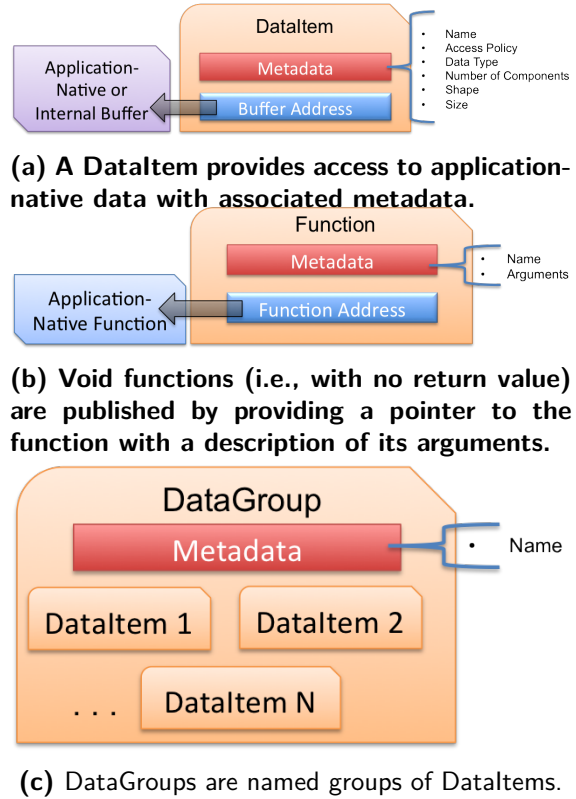 DataItem
Metadata
Buffer Address
Application-
Native or
Internal Buffer
• Name
• Access Policy
• Data Type
• Number of Components
• Shape
• Size
(a) A DataItem provides access to application-
native data with associated metadata.
Function
Metadata
Function Address
Application-
Native Function
• Name
• Arguments
(b) Void functions (i.e., with no return value)
are published by providing a pointer to the
function with a description of its arguments.
DataGroup
Metadata
• Name
DataItem 1
DataItem 2
. . .
DataItem N
(c) DataGroups are named groups of DataItems.